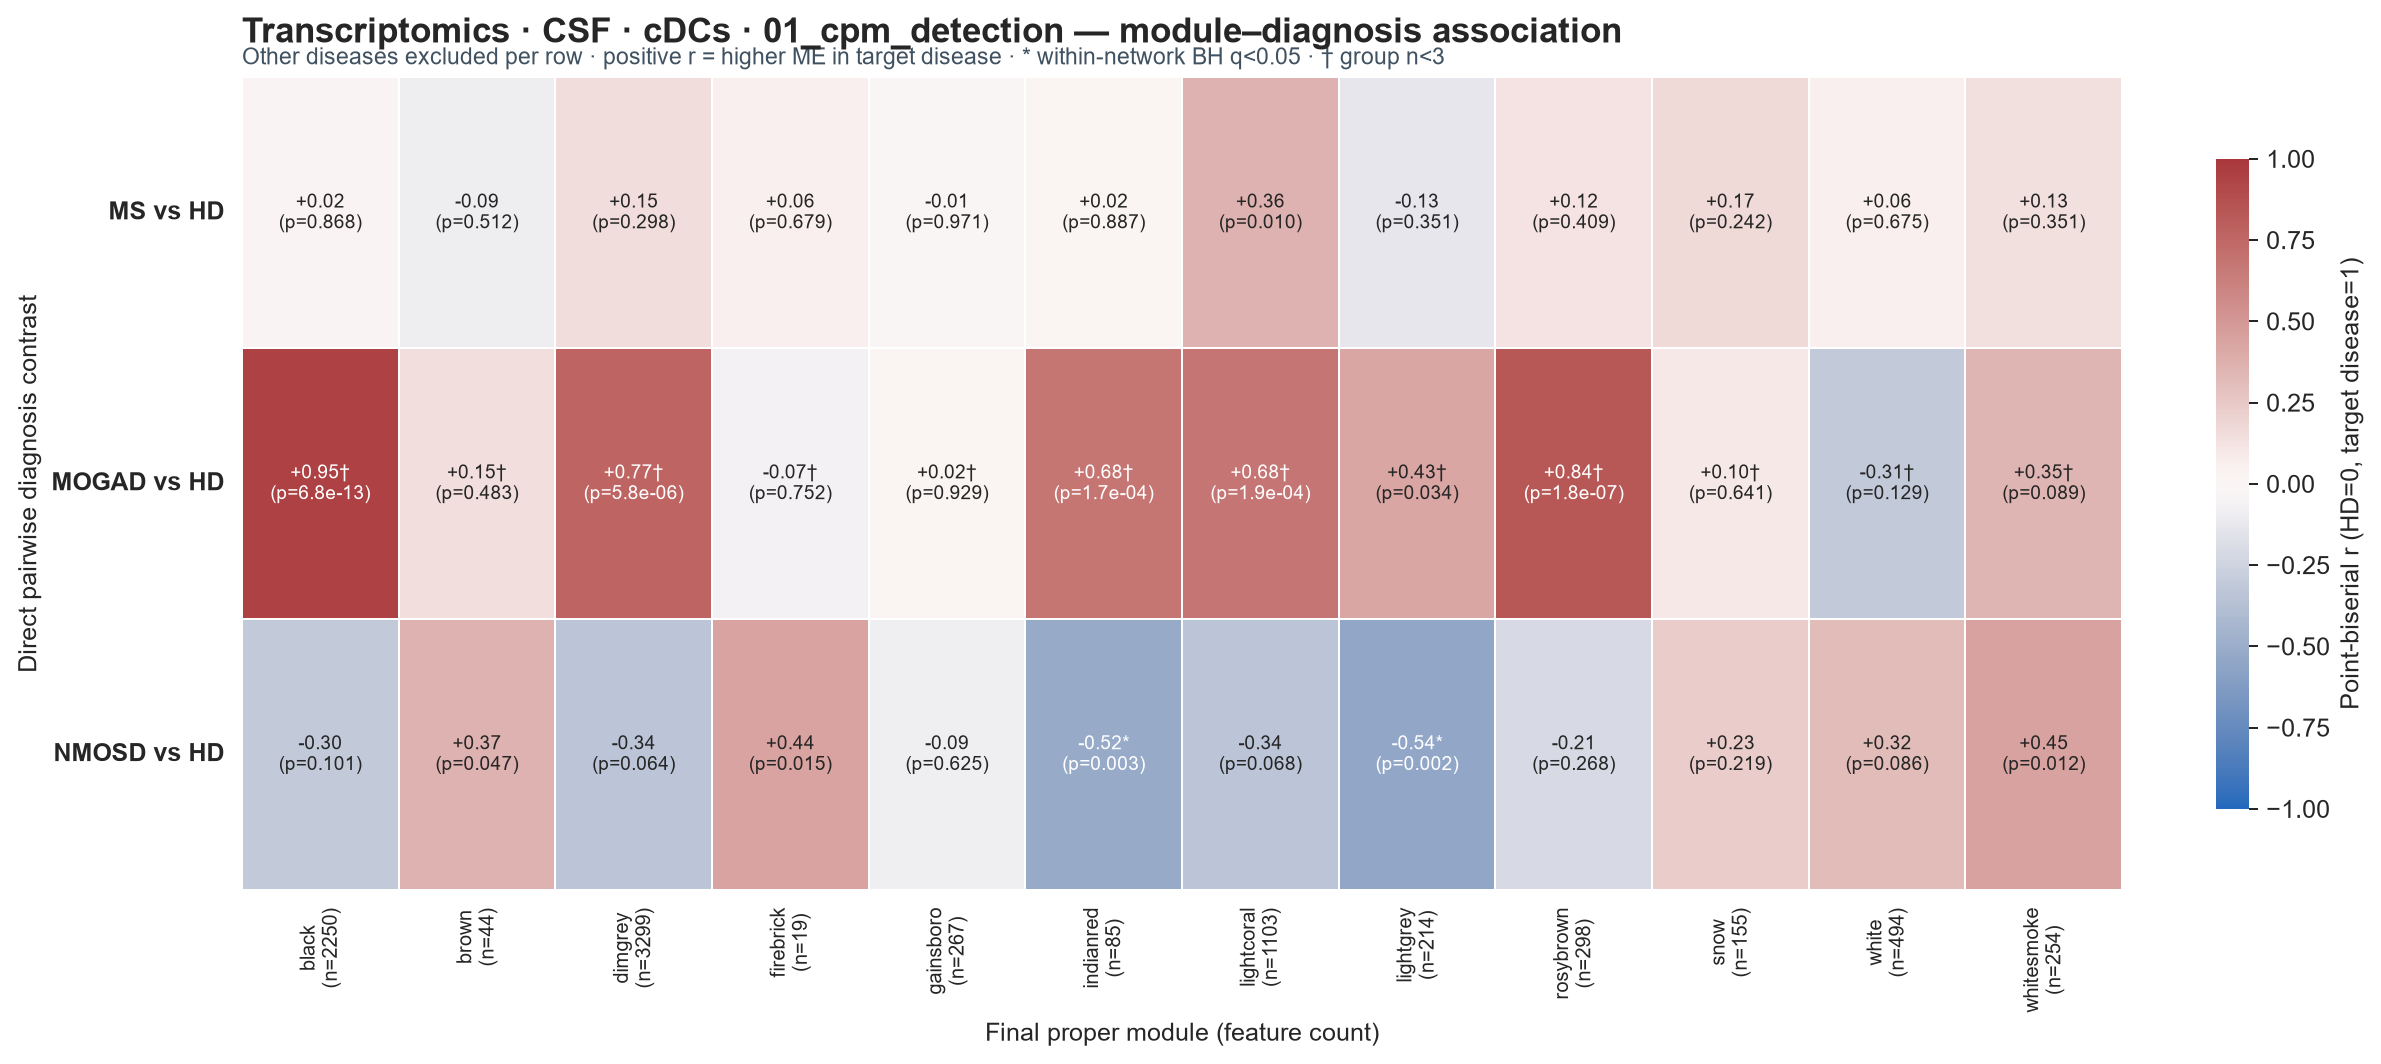 Transcriptomics · CSF · cDCs · 01_cpm_detection — module–diagnosis association
Other diseases excluded per row · positive r = higher ME in target disease · * within-network BH q<0.05 · † group n<3
Direct pairwise diagnosis contrast
MS vs HD
+0.02 -0.09 +0.15 +0.06 -0.01 +0.02 +0.36 -0.13 +0.12 +0.17 +0.06 +0.13
(p=0.868) (p=0.512) (p=0.298) (p=0.679) (p=0.971) (p=0.887) (p=0.010) (p=0.351) (p=0.409) (p=0.242) (p=0.675) (p=0.351)
MOGAD vs HD
+0.95† +0.15† +0.77† -0.07† +0.02† +0.68† +0.68† +0.43† +0.84† +0.10† -0.31† +0.35†
(p=6.8e-13) (p=0.483) (p=5.8e-06) (p=0.752) (p=0.929) (p=1.7e-04) (p=1.9e-04) (p=0.034) (p=1.8e-07) (p=0.641) (p=0.129) (p=0.089)
NMOSD vs HD
-0.30 +0.37 -0.34 +0.44 -0.09 -0.52* -0.34 -0.54* -0.21 +0.23 +0.32 +0.45
(p=0.101) (p=0.047) (p=0.064) (p=0.015) (p=0.625) (p=0.003) (p=0.068) (p=0.002) (p=0.268) (p=0.219) (p=0.086) (p=0.012)
black
(n=2250)
brown
(n=44)
dimgrey
(n=3299)
firebrick
(n=19)
gainsboro
(n=267)
indianred
(n=85)
lightcoral
(n=1103)
lightgrey
(n=214)
rosybrown
(n=298)
snow
(n=155)
white
(n=494)
whitesmoke
(n=254)
Final proper module (feature count)
1.00
0.75
0.50
0.25
0.00
−0.25
−0.50
−0.75
−1.00
Point-biserial r (HD=0, target disease=1)